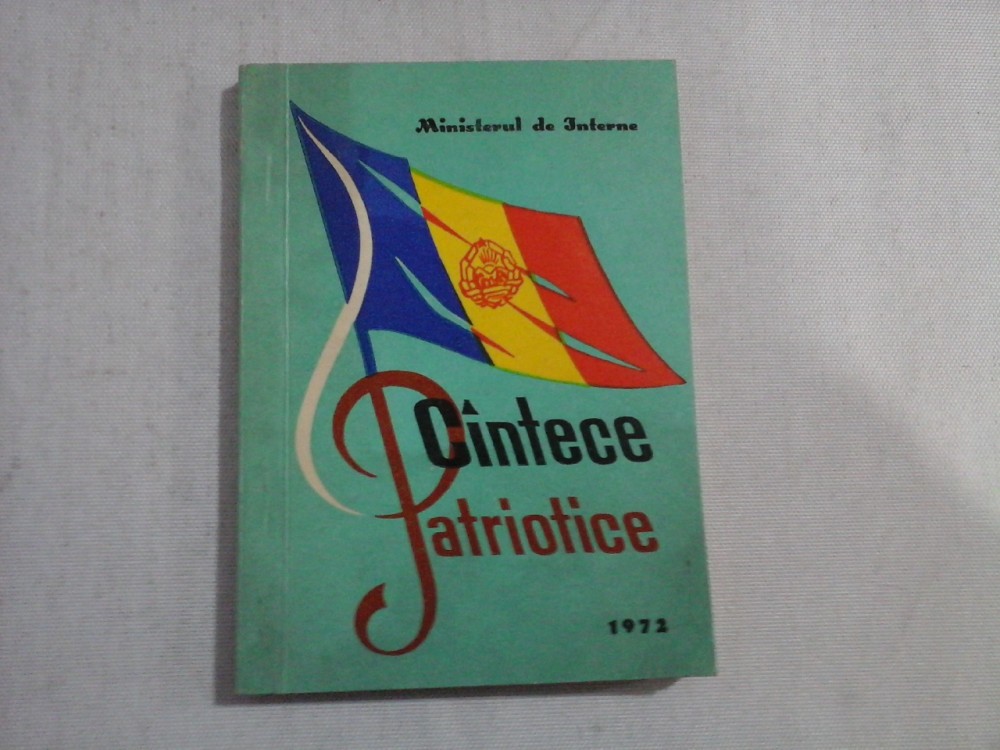 Ministerul de Interne
Cîntece
Patriotice
1972